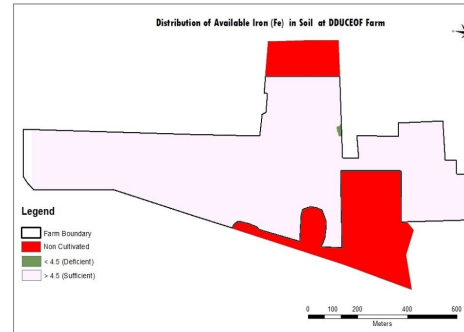 Distribution of Available Iron (Fe) in Soil at DDUCEOF Farm
Legend
Farm Boundary
Non Cultivated
< 4.5 (Deficient)
> 4.5 (Sufficient)
0 100 200 400 600
Meters